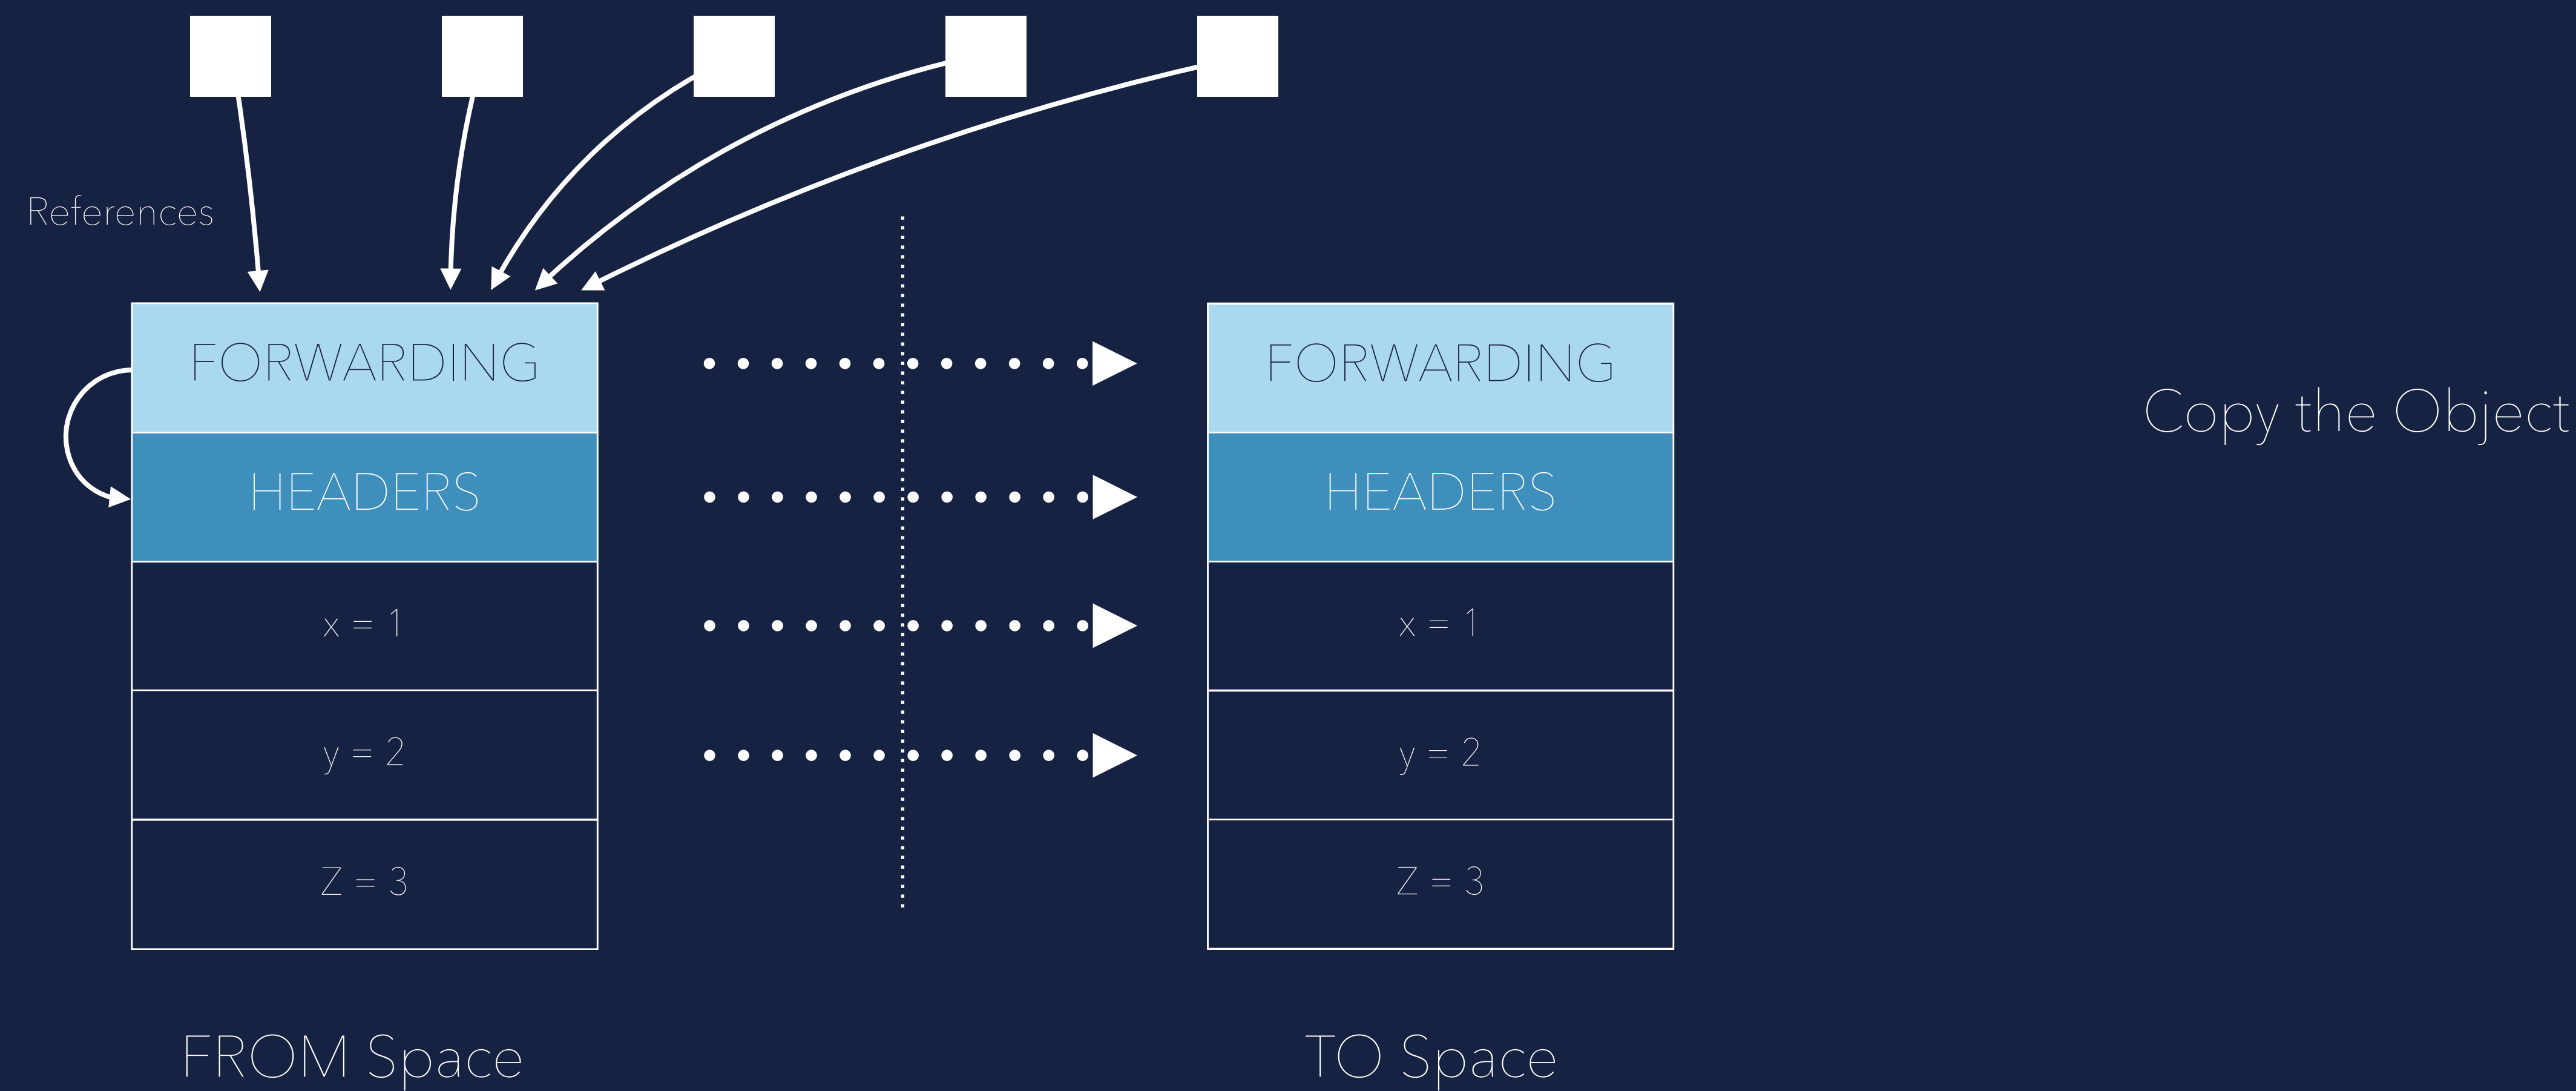 References
FORWARDING
HEADERS
x = 1
y = 2
Z = 3
FROM Space
FORWARDING
HEADERS
x = 1
y = 2
Z = 3
TO Space
Copy the Object